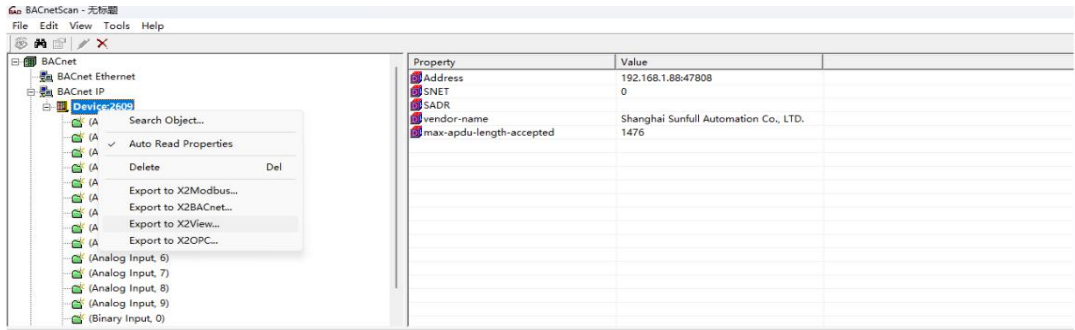 BACnetScan - 无标题
File Edit View Tools Help
BACnet
BACnet Ethernet
BACnet IP
Device:2609
(A
(A
(A
(A
(A
(A
(A
(A
(A
(Analog Input, 6)
(Analog Input, 7)
(Analog Input, 8)
(Analog Input, 9)
(Binary Input, 0)
Search Object...
✓ Auto Read Properties
Delete Del
Export to X2Modbus...
Export to X2BACnet...
Export to X2View...
Export to X2OPC...
Property Value
Address 192.168.1.88:47808
SNET 0
SADR
vendor-name Shanghai Sunfull Automation Co., LTD.
max-apdu-length-accepted 1476